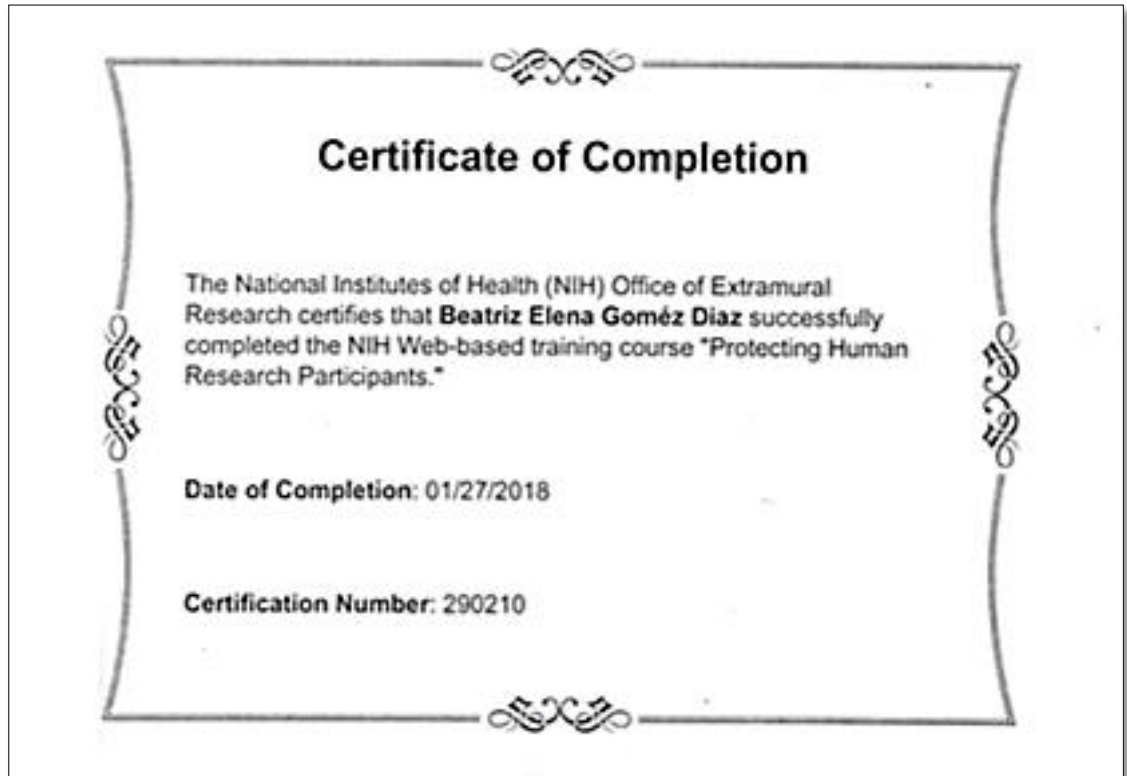 Certificate of Completion
The National Institutes of Health (NIH) Office of Extramural
Research certifies that Beatriz Elena Goméz Diaz successfully
completed the NIH Web-based training course "Protecting Human
Research Participants."
Date of Completion: 01/27/2018
Certification Number: 290210